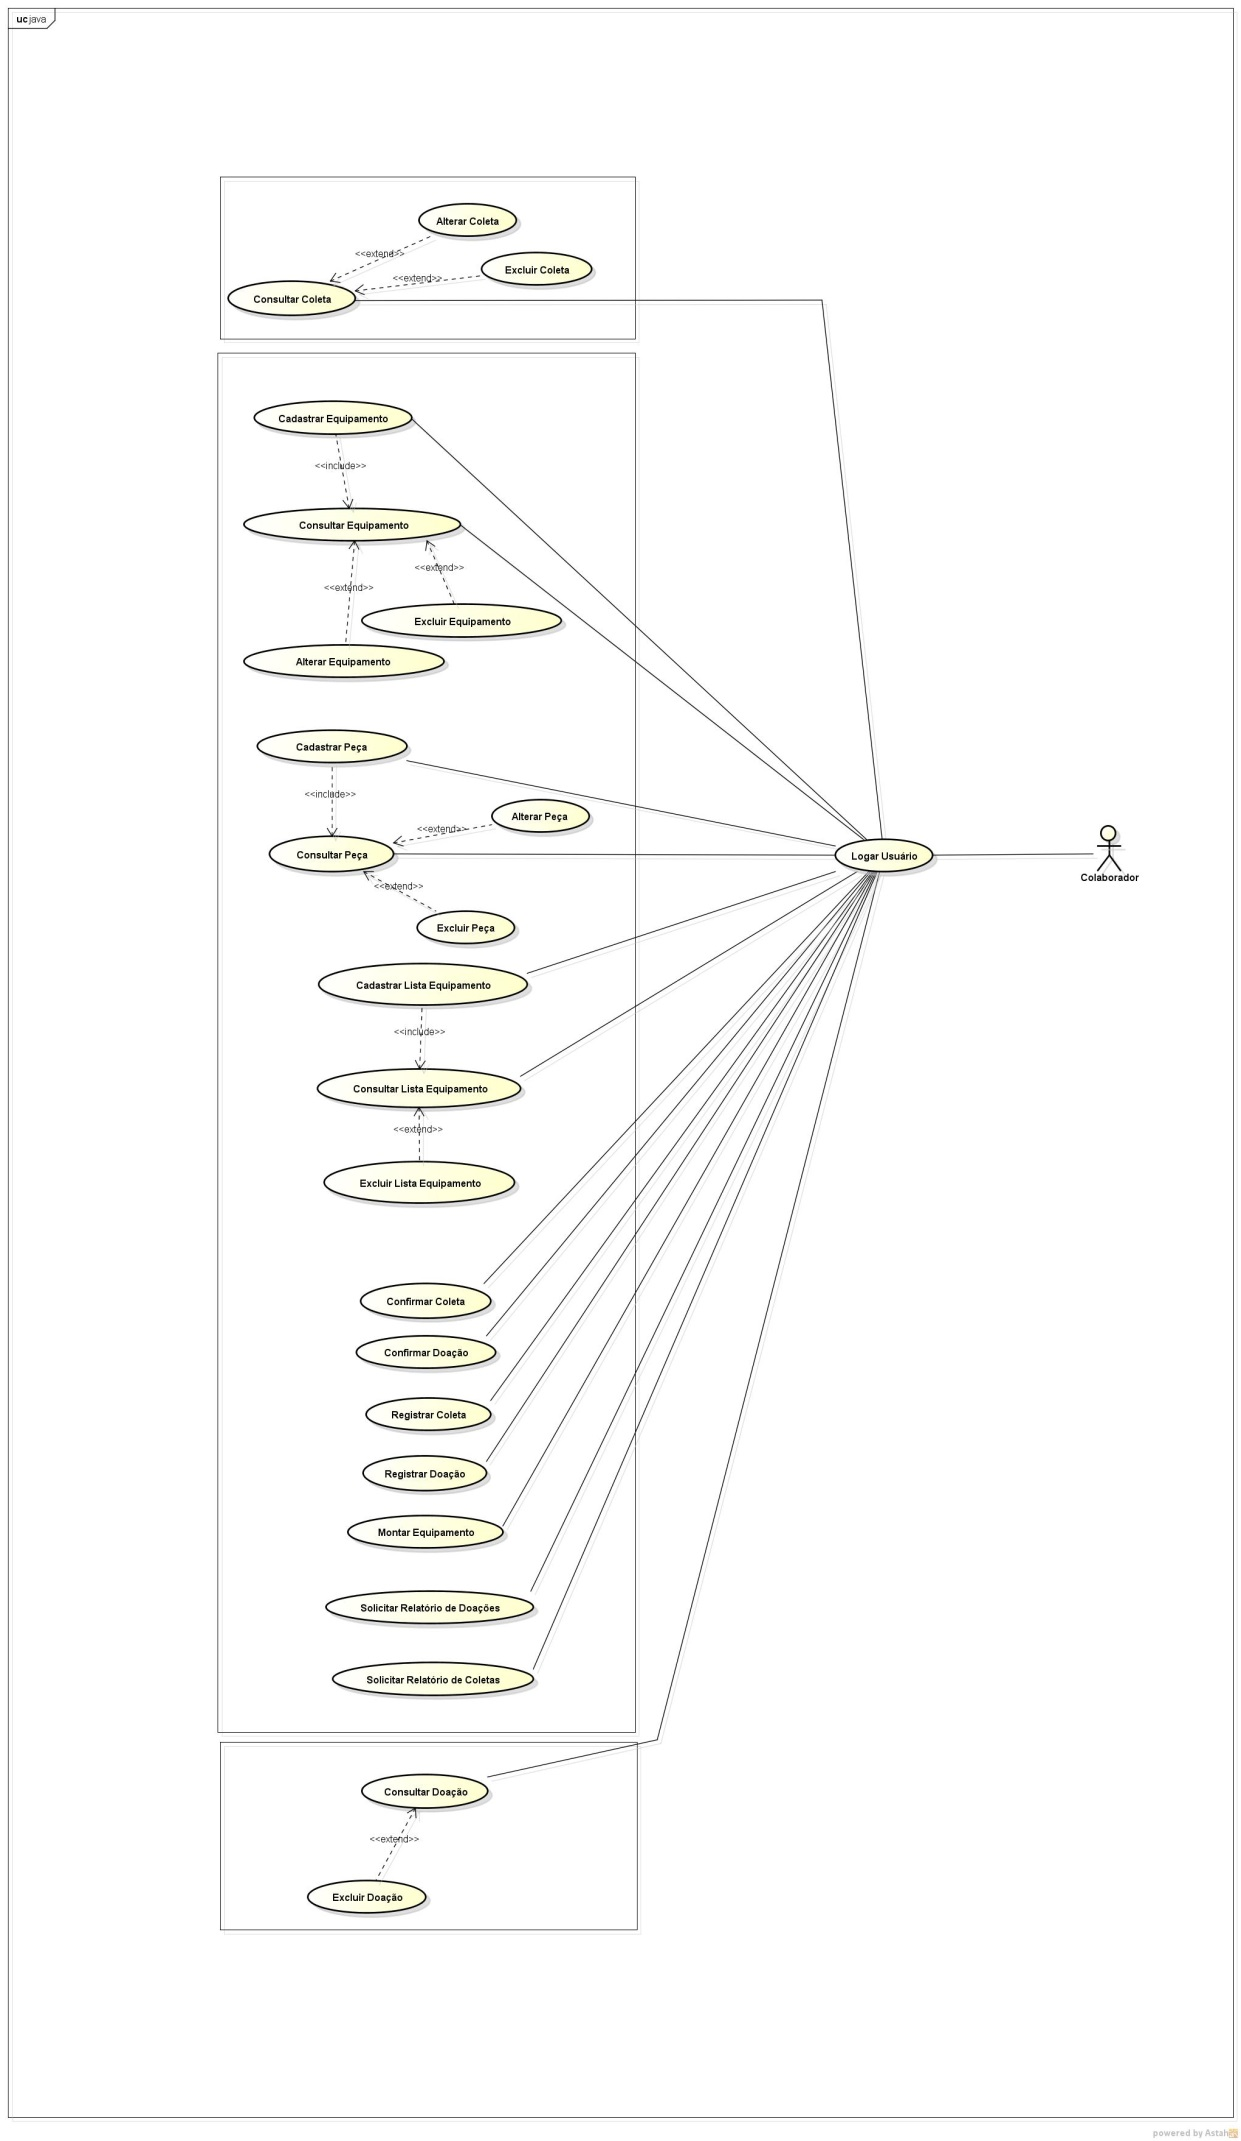 uc java
Alterar Coleta
<<extend>>
Excluir Coleta
<<extend>>
Consultar Coleta
Cadastrar Equipamento
<<include>>
Consultar Equipamento
<<extend>>
<<extend>>
Excluir Equipamento
Alterar Equipamento
Cadastrar Peça
<<include>>
Alterar Peça
<<extend>>
Consultar Peça
Logar Usuário
Colaborador
<<extend>>
Excluir Peça
Cadastrar Lista Equipamento
<<include>>
Consultar Lista Equipamento
<<extend>>
Excluir Lista Equipamento
Confirmar Coleta
Confirmar Doação
Registrar Coleta
Registrar Doação
Montar Equipamento
Solicitar Relatório de Doações
Solicitar Relatório de Coletas
Consultar Doação
<<extend>>
Excluir Doação
powered by Astah